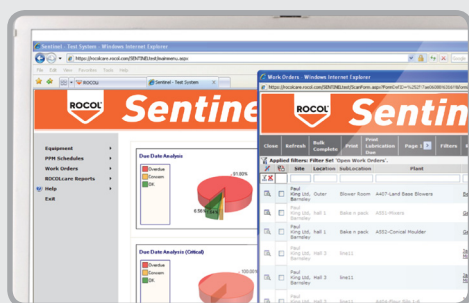 Sentinel - Test System - Windows Internet Explorer
https://rocolcare.rocol.com/SENTINELtest/mainmenu.aspx
File Edit View Favorites Tools Help
ROCOL
Sentinel - Test System
ROCOL
Sentine
Equipment
PPM Schedules
ROCOLcare Reports
Help
Exit
Due Date Analysis
Overdue
Concern
OK
Due Date Analysis (Critical)
Overdue
Concern
OK
Work Orders - Windows Internet Explorer
ROCOL
Sentin
Close Refresh Bulk Complete Print Print Lubrication Due Page 1 Filters
Applied filters: Filter Set 'Open Work Orders'.
Site Location SubLocation Plant
Paul King Ltd, Barnsley Outer Blower Room A407-Land Base Blowers
Paul King Ltd, Barnsley Hall 1 Bake n pack A551-Mixers
Paul King Ltd, Barnsley Hall 1 Bake n pack A552-Conical Moulder
Paul King Ltd, Barnsley Hall 3 line11
Paul King Ltd, Barnsley Hall 3 line11
Paul